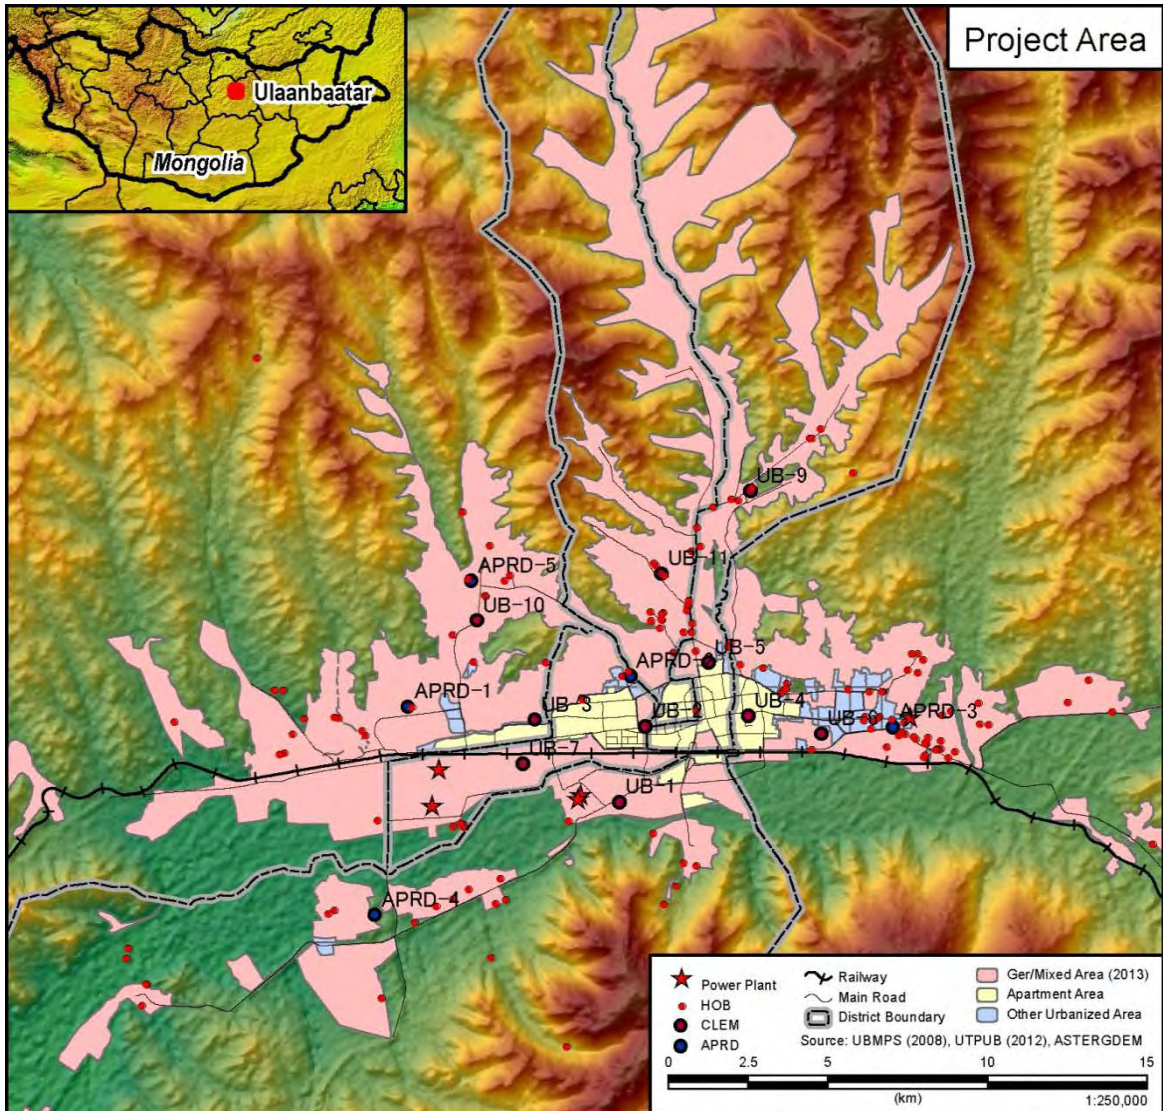 Project Area
Ulaanbaatar
Mongolia
UB-9
UB-11
APRD-5
UB-10
UB-5
APRD-1
UB-3
UB-2
UB-4
UB-6
APRD-3
UB-7
UB-1
APRD-4
Power Plant
HOB
CLEM
APRD
Railway
Main Road
District Boundary
Ger/Mixed Area (2013)
Apartment Area
Other Urbanized Area
Source: UBMPS (2008), UTPUB (2012), ASTERGDEM
0 2.5 5 10 15
(km)
1:250,000